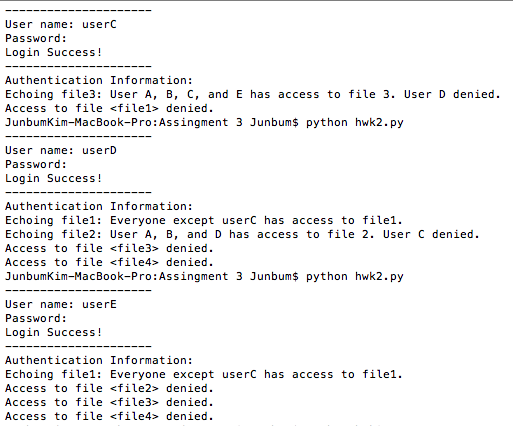 ---------------------
User name: userC
Password:
Login Success!
---------------------
Authentication Information:
Echoing file3: User A, B, C, and E has access to file 3. User D denied.
Access to file <file1> denied.
JunbumKim-MacBook-Pro:Assingment 3 Junbum$ python hwk2.py
---------------------
User name: userD
Password:
Login Success!
---------------------
Authentication Information:
Echoing file1: Everyone except userC has access to file1.
Echoing file2: User A, B, and D has access to file 2. User C denied.
Access to file <file3> denied.
Access to file <file4> denied.
JunbumKim-MacBook-Pro:Assingment 3 Junbum$ python hwk2.py
---------------------
User name: userE
Password:
Login Success!
---------------------
Authentication Information:
Echoing file1: Everyone except userC has access to file1.
Access to file <file2> denied.
Access to file <file3> denied.
Access to file <file4> denied.